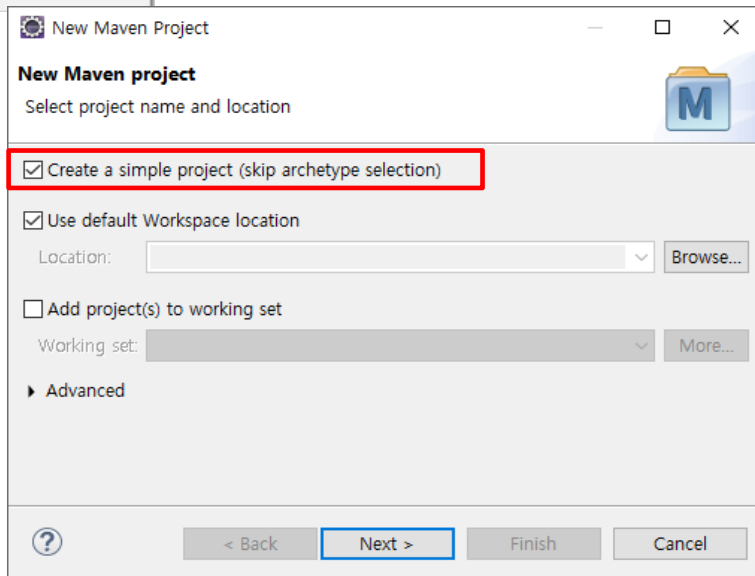 New Maven Project
New Maven project
Select project name and location
M
Create a simple project (skip archetype selection)
Use default Workspace location
Location:
Browse...
Add project(s) to working set
Working set:
More...
Advanced
?
< Back
Next >
Finish
Cancel